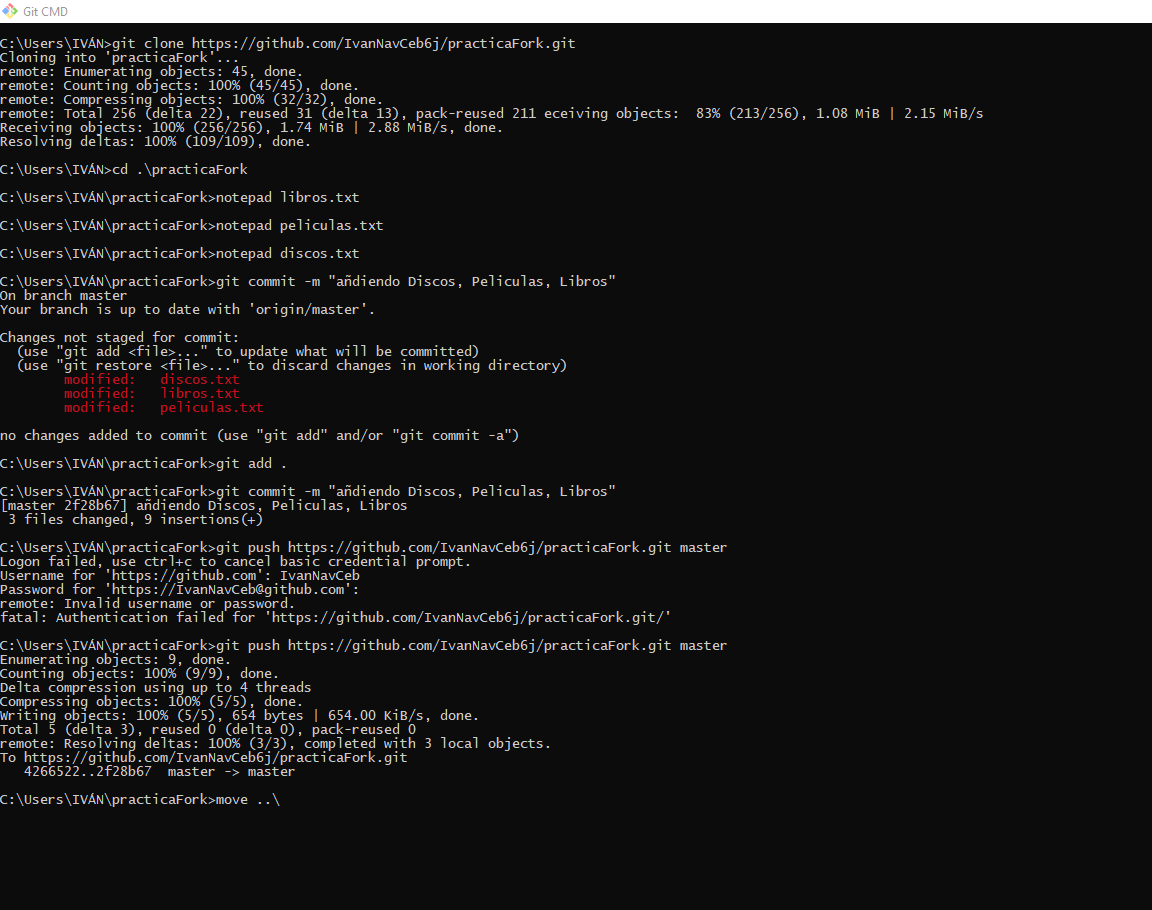 Git CMD
C:\Users\IVÁN>git clone https://github.com/IvanNavCeb6j/practicaFork.git
Cloning into 'practicaFork'...
remote: Enumerating objects: 45, done.
remote: Counting objects: 100% (45/45), done.
remote: Compressing objects: 100% (32/32), done.
remote: Total 256 (delta 22), reused 31 (delta 13), pack-reused 211 eceiving objects:  83% (213/256), 1.08 MiB | 2.15 MiB/s
Receiving objects: 100% (256/256), 1.74 MiB | 2.88 MiB/s, done.
Resolving deltas: 100% (109/109), done.
C:\Users\IVÁN>cd .\practicaFork
C:\Users\IVÁN\practicaFork>notepad libros.txt
C:\Users\IVÁN\practicaFork>notepad peliculas.txt
C:\Users\IVÁN\practicaFork>notepad discos.txt
C:\Users\IVÁN\practicaFork>git commit -m "añdiendo Discos, Peliculas, Libros"
On branch master
Your branch is up to date with 'origin/master'.
Changes not staged for commit:
  (use "git add <file>..." to update what will be committed)
  (use "git restore <file>..." to discard changes in working directory)
        modified:   discos.txt
        modified:   libros.txt
        modified:   peliculas.txt
no changes added to commit (use "git add" and/or "git commit -a")
C:\Users\IVÁN\practicaFork>git add .
C:\Users\IVÁN\practicaFork>git commit -m "añdiendo Discos, Peliculas, Libros"
[master 2f28b67] añdiendo Discos, Peliculas, Libros
 3 files changed, 9 insertions(+)
C:\Users\IVÁN\practicaFork>git push https://github.com/IvanNavCeb6j/practicaFork.git master
Logon failed, use ctrl+c to cancel basic credential prompt.
Username for 'https://github.com': IvanNavCeb
Password for 'https://IvanNavCeb@github.com':
remote: Invalid username or password.
fatal: Authentication failed for 'https://github.com/IvanNavCeb6j/practicaFork.git/'
C:\Users\IVÁN\practicaFork>git push https://github.com/IvanNavCeb6j/practicaFork.git master
Enumerating objects: 9, done.
Counting objects: 100% (9/9), done.
Delta compression using up to 4 threads
Compressing objects: 100% (5/5), done.
Writing objects: 100% (5/5), 654 bytes | 654.00 KiB/s, done.
Total 5 (delta 3), reused 0 (delta 0), pack-reused 0
remote: Resolving deltas: 100% (3/3), completed with 3 local objects.
To https://github.com/IvanNavCeb6j/practicaFork.git
   4266522..2f28b67  master -> master
C:\Users\IVÁN\practicaFork>move ..\